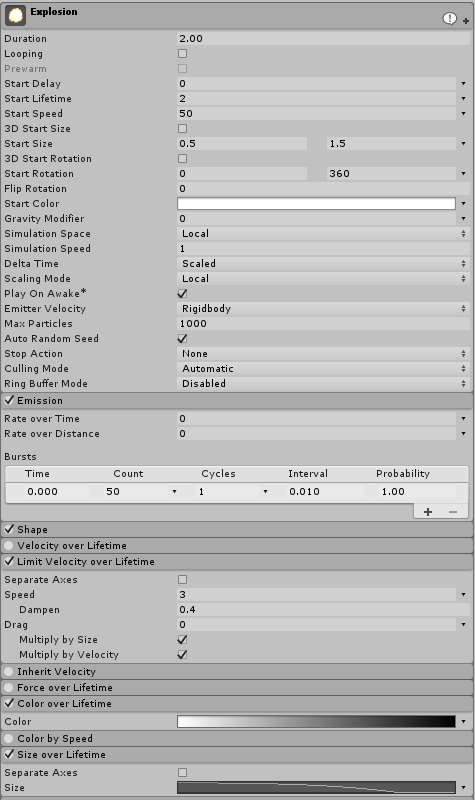 Explosion
Duration 2.00
Looping
Prewarm
Start Delay 0
Start Lifetime 2
Start Speed 50
3D Start Size
Start Size 0.5 1.5
3D Start Rotation
Start Rotation 0 360
Flip Rotation 0
Start Color
Gravity Modifier 0
Simulation Space Local
Simulation Speed 1
Delta Time Scaled
Scaling Mode Local
Play On Awake*
Emitter Velocity Rigidbody
Max Particles 1000
Auto Random Seed
Stop Action None
Culling Mode Automatic
Ring Buffer Mode Disabled
Emission
Rate over Time 0
Rate over Distance 0
Bursts
Time Count Cycles Interval Probability
0.000 50 1 0.010 1.00
+ −
Shape
Velocity over Lifetime
Limit Velocity over Lifetime
Separate Axes
Speed 3
Dampen 0.4
Drag 0
Multiply by Size
Multiply by Velocity
Inherit Velocity
Force over Lifetime
Color over Lifetime
Color
Color by Speed
Size over Lifetime
Separate Axes
Size